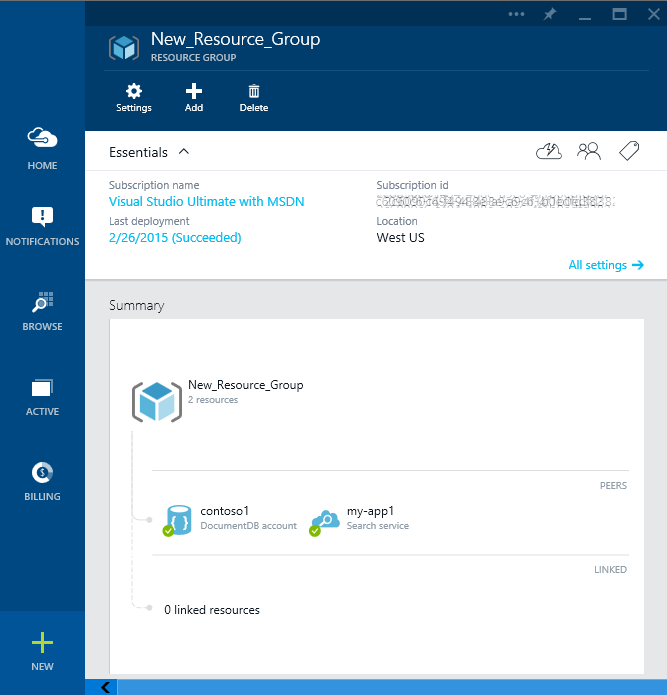 New_Resource_Group
RESOURCE GROUP
Settings
Add
Delete
HOME
NOTIFICATIONS
BROWSE
ACTIVE
BILLING
NEW
Essentials
Subscription name
Visual Studio Ultimate with MSDN
Subscription id
Last deployment
2/26/2015 (Succeeded)
Location
West US
All settings
Summary
New_Resource_Group
2 resources
PEERS
contoso1
DocumentDB account
my-app1
Search service
LINKED
0 linked resources